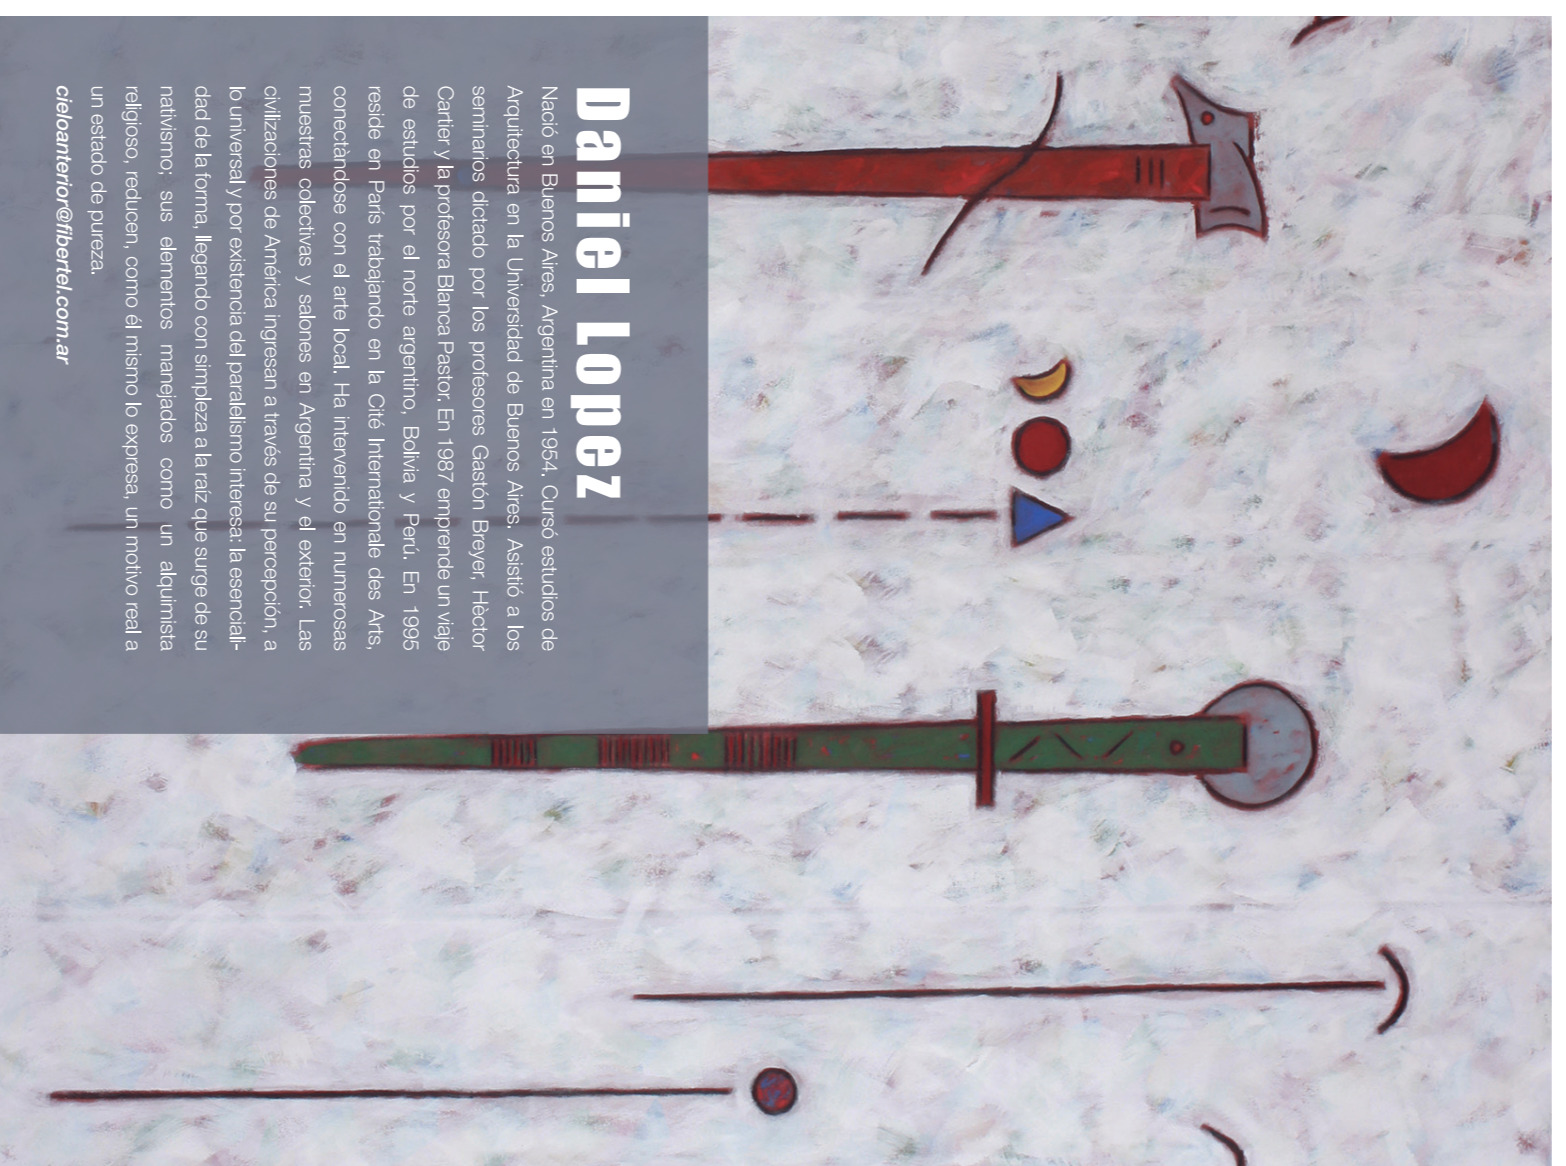 Daniel Lopez
Nació en Buenos Aires, Argentina en 1954. Cursó estudios de
Arquitectura en la Universidad de Buenos Aires. Asistió a los
seminarios dictado por los profesores Gastón Breyer, Hèctor
Cartier y la profesora Blanca Pastor. En 1987 emprende un viaje
de estudios por el norte argentino, Bolivia y Perú. En 1995
reside en París trabajando en la Cité Internationale des Arts,
conectàndose con el arte local. Ha intervenido en numerosas
muestras colectivas y salones en Argentina y el exterior. Las
civilizaciones de América ingresan a través de su percepción, a
lo universal y por existencia del paralelismo interesa: la esenciali-
dad de la forma, llegando con simpleza a la raíz que surge de su
nativismo; sus elementos manejados como un alquimista
religioso, reducen, como él mismo lo expresa, un motivo real a
un estado de pureza.
cieloanterior@fibertel.com.ar